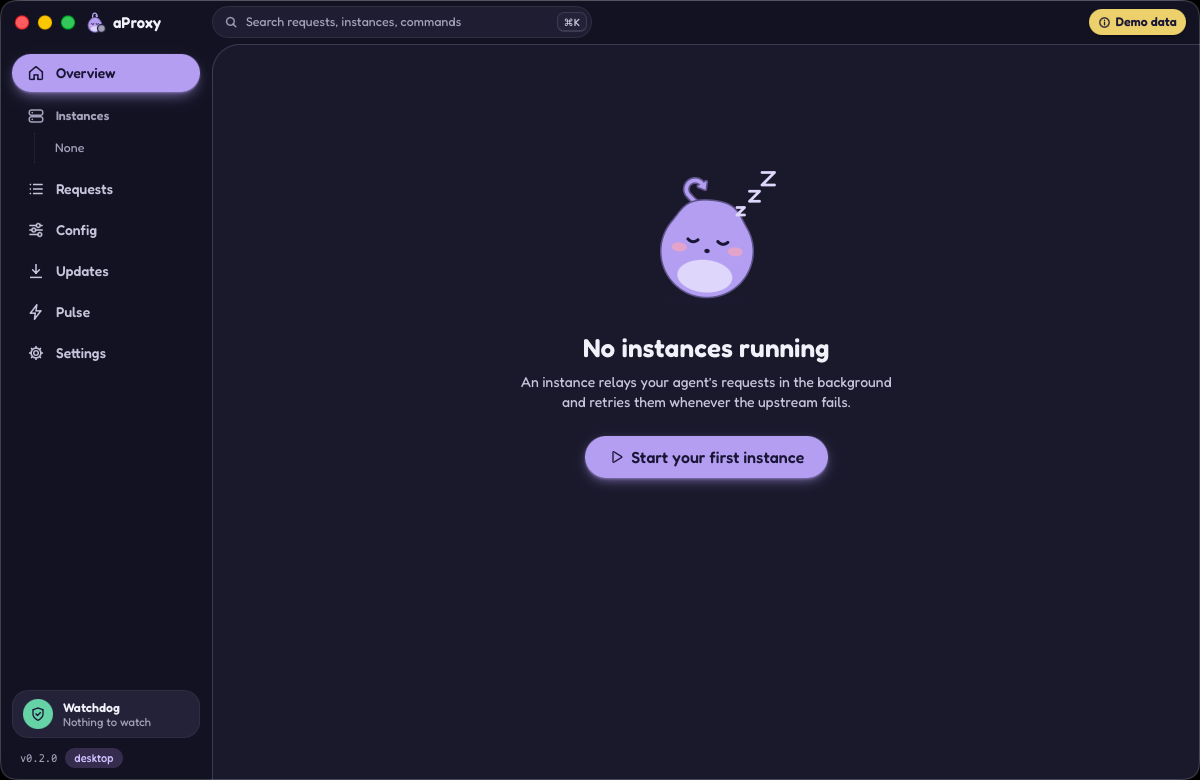 aProxy
Search requests, instances, commands
⌘K
Demo data
Overview
Instances
None
Requests
Config
Updates
Pulse
Settings
z z z
No instances running
An instance relays your agent's requests in the background
and retries them whenever the upstream fails.
Start your first instance
Watchdog
Nothing to watch
v0.2.0 desktop